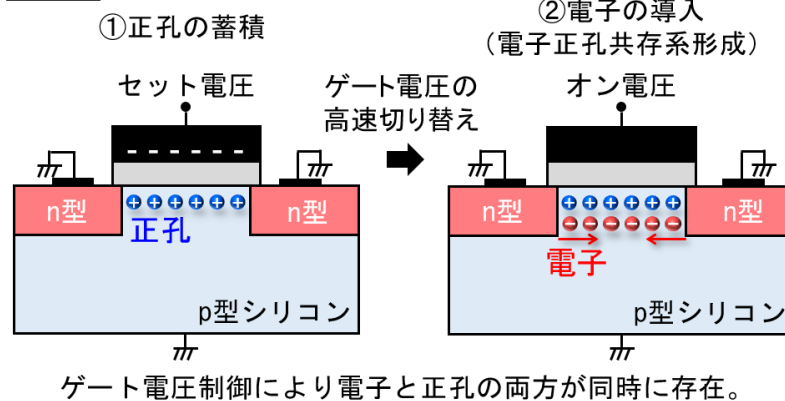 ①正孔の蓄積
セット電圧
n型
n型
正孔
p型シリコン
ゲート電圧の
高速切り替え
②電子の導入
（電子正孔共存系形成）
オン電圧
n型
n型
電子
p型シリコン
ゲート電圧制御により電子と正孔の両方が同時に存在。